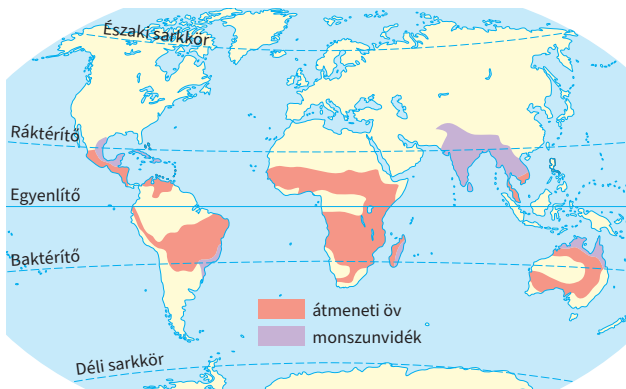 Északi sarkkör
Ráktérítő
Egyenlítő
Baktérítő
átmeneti öv
monszunvidék
Déli sarkkör